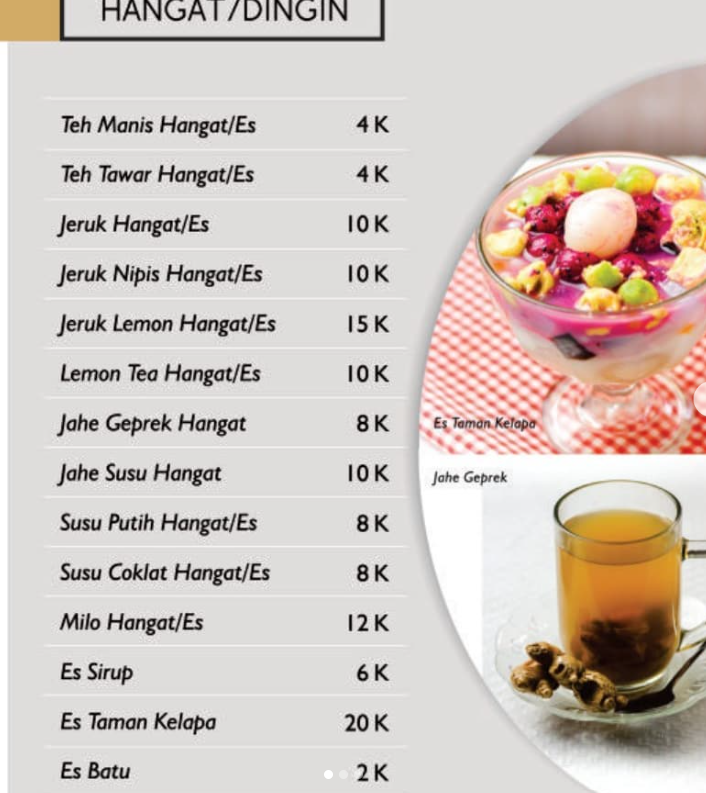 HANGAT/DINGIN
Teh Manis Hangat/Es 4 K
Teh Tawar Hangat/Es 4 K
Jeruk Hangat/Es 10 K
Jeruk Nipis Hangat/Es 10 K
Jeruk Lemon Hangat/Es 15 K
Lemon Tea Hangat/Es 10 K
Jahe Geprek Hangat 8 K
Jahe Susu Hangat 10 K
Susu Putih Hangat/Es 8 K
Susu Coklat Hangat/Es 8 K
Milo Hangat/Es 12 K
Es Sirup 6 K
Es Taman Kelapa 20 K
Es Batu 2 K
Es Taman Kelapa
Jahe Geprek